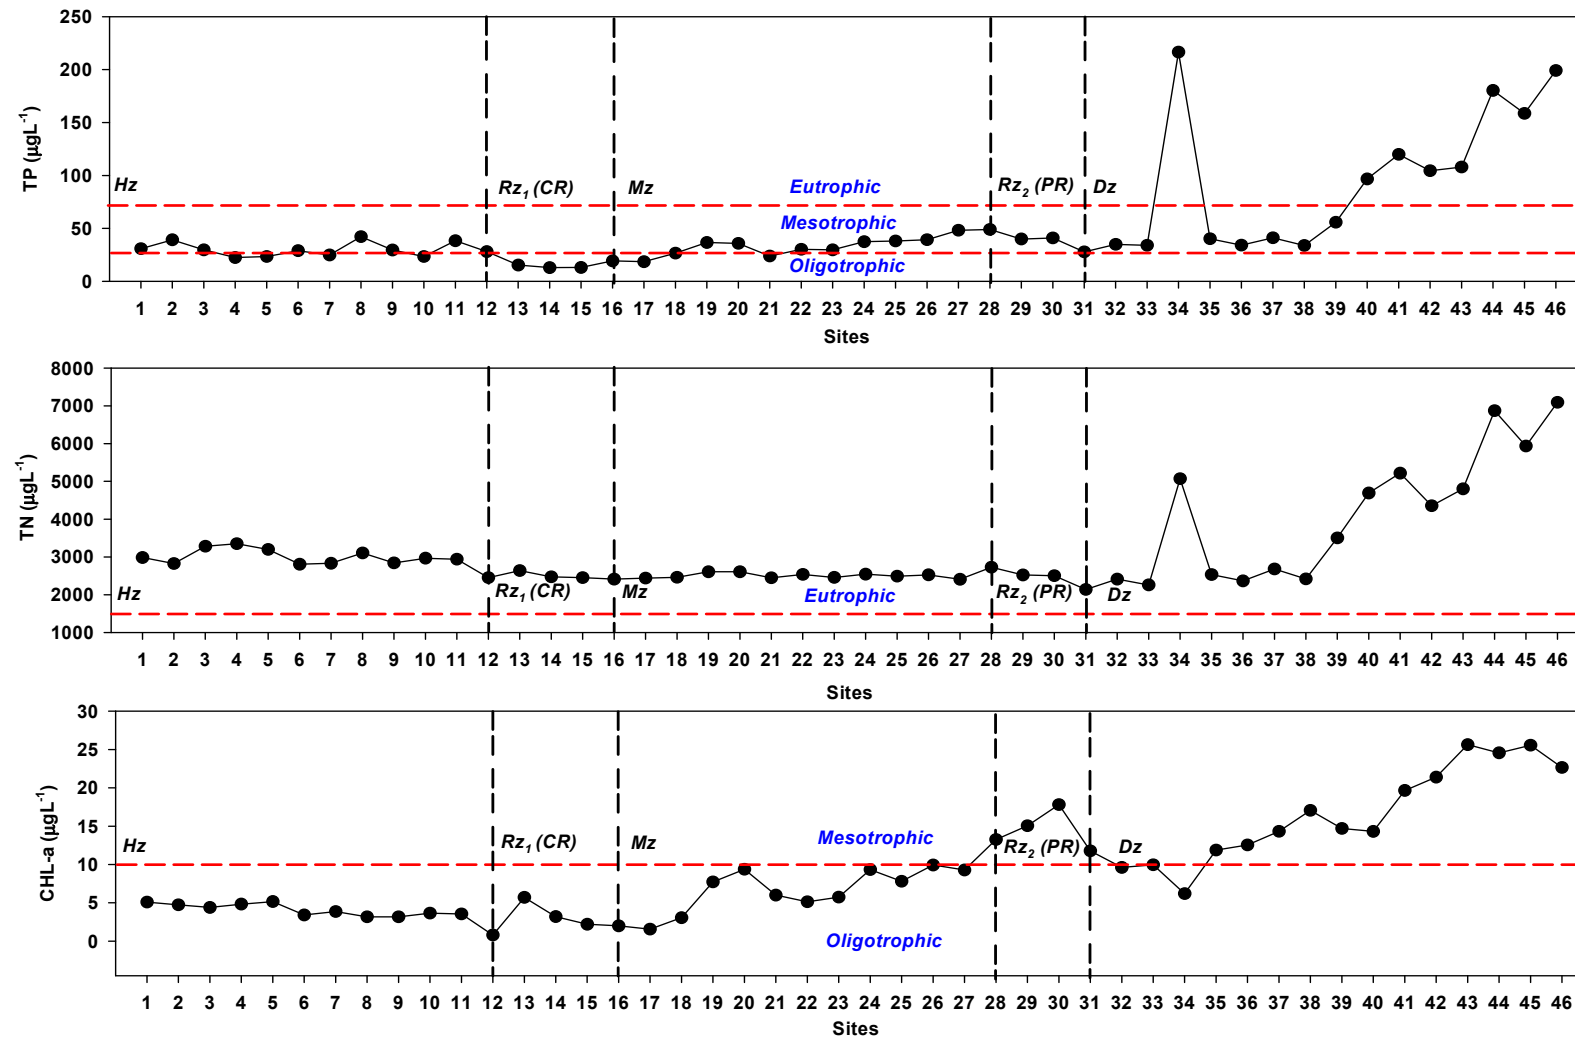 250
200
150
100
50
0
TP (µgL-1)
Hz
Rz1 (CR)
Mz
Eutrophic
Rz2 (PR)
Dz
Mesotrophic
Oligotrophic
1 2 3 4 5 6 7 8 9 10 11 12 13 14 15 16 17 18 19 20 21 22 23 24 25 26 27 28 29 30 31 32 33 34 35 36 37 38 39 40 41 42 43 44 45 46
Sites
8000
7000
6000
5000
4000
3000
2000
1000
TN (µgL-1)
Hz
Rz1 (CR)
Mz
Eutrophic
Rz2 (PR)
Dz
1 2 3 4 5 6 7 8 9 10 11 12 13 14 15 16 17 18 19 20 21 22 23 24 25 26 27 28 29 30 31 32 33 34 35 36 37 38 39 40 41 42 43 44 45 46
Sites
30
25
20
15
10
5
0
CHL-a (µgL-1)
Hz
Rz1 (CR)
Mz
Mesotrophic
Rz2 (PR)
Dz
Oligotrophic
1 2 3 4 5 6 7 8 9 10 11 12 13 14 15 16 17 18 19 20 21 22 23 24 25 26 27 28 29 30 31 32 33 34 35 36 37 38 39 40 41 42 43 44 45 46
Sites